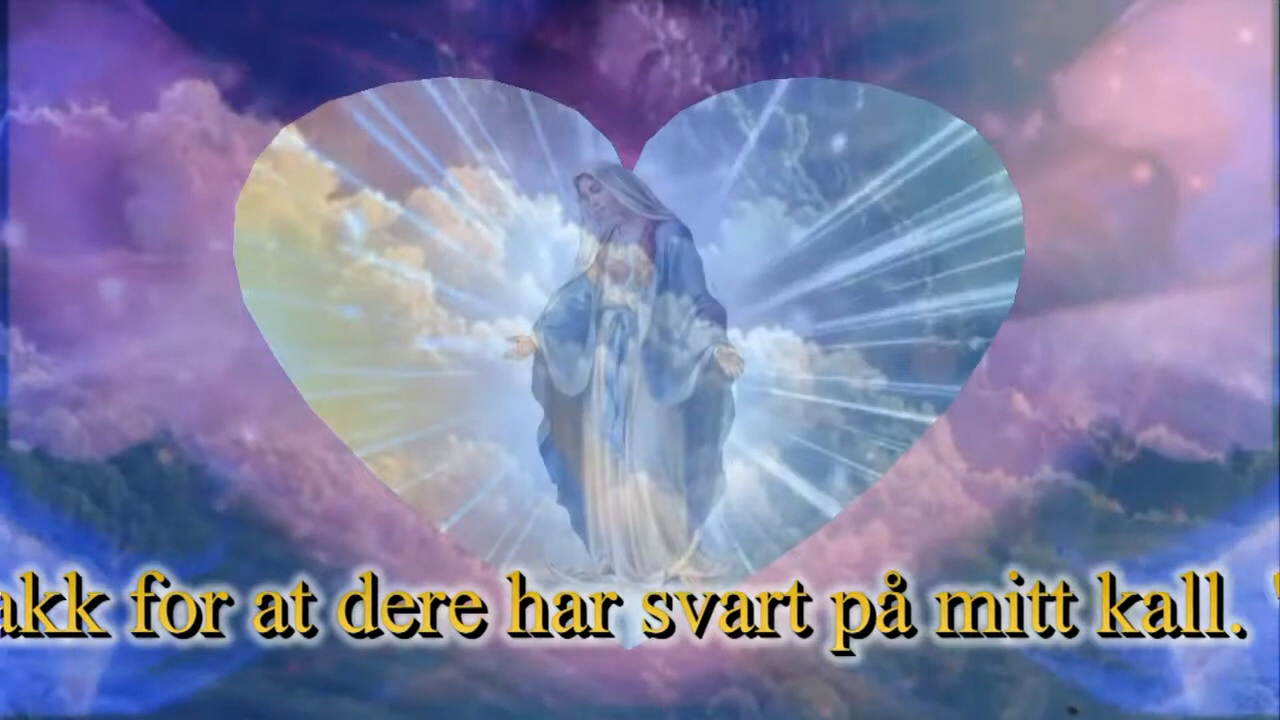 akk for at dere har svart på mitt kall. "